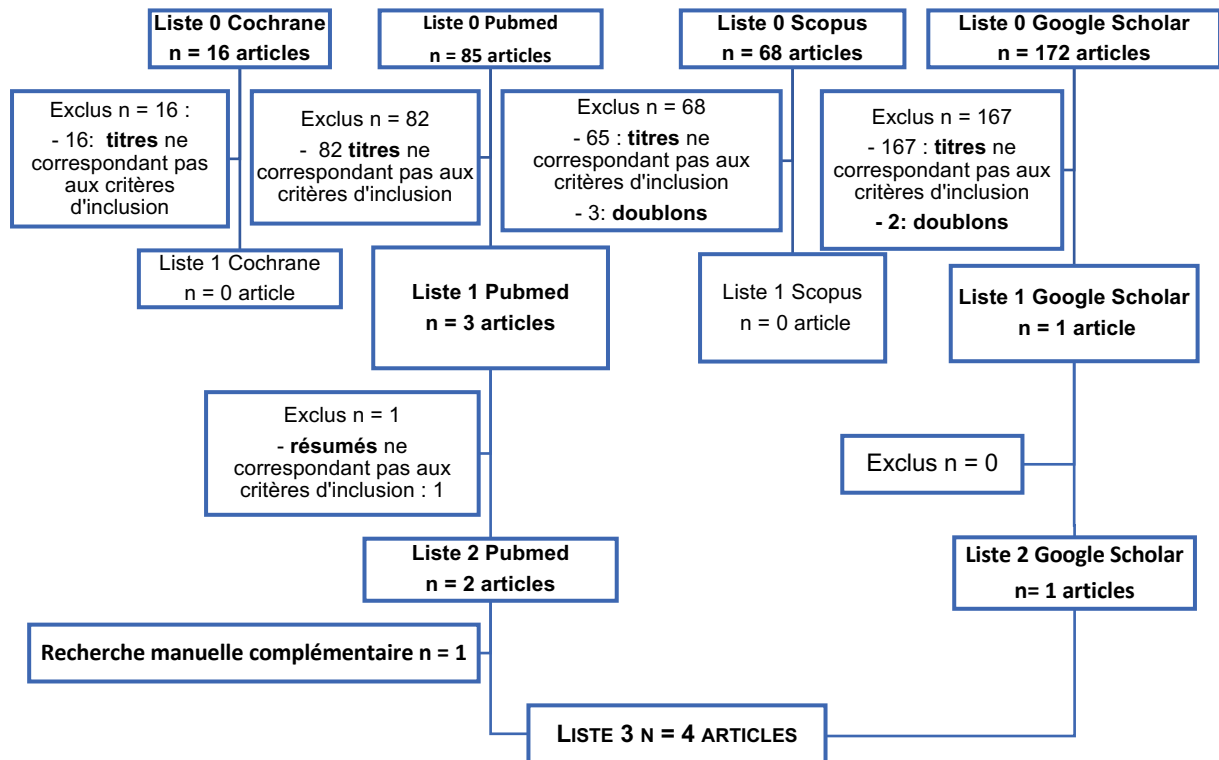 Liste 0 Cochrane
n = 16 articles
Liste 0 Pubmed
n = 85 articles
Liste 0 Scopus
n = 68 articles
Liste 0 Google Scholar
n = 172 articles
Exclus n = 16 :
- 16:  titres ne
correspondant pas
aux critères
d'inclusion
Exclus n = 82
- 82 titres ne
correspondant pas aux
critères d'inclusion
Exclus n = 68
- 65 : titres ne
correspondant pas aux
critères d'inclusion
- 3: doublons
Exclus n = 167
- 167 : titres ne
correspondant pas aux
critères d'inclusion
- 2: doublons
Liste 1 Cochrane
n = 0 article
Liste 1 Pubmed
n = 3 articles
Liste 1 Scopus
n = 0 article
Liste 1 Google Scholar
n = 1 article
Exclus n = 1
- résumés ne
correspondant pas aux
critères d'inclusion : 1
Exclus n = 0
Liste 2 Pubmed
n = 2 articles
Liste 2 Google Scholar
n= 1 articles
Recherche manuelle complémentaire n = 1
LISTE 3 N = 4 ARTICLES